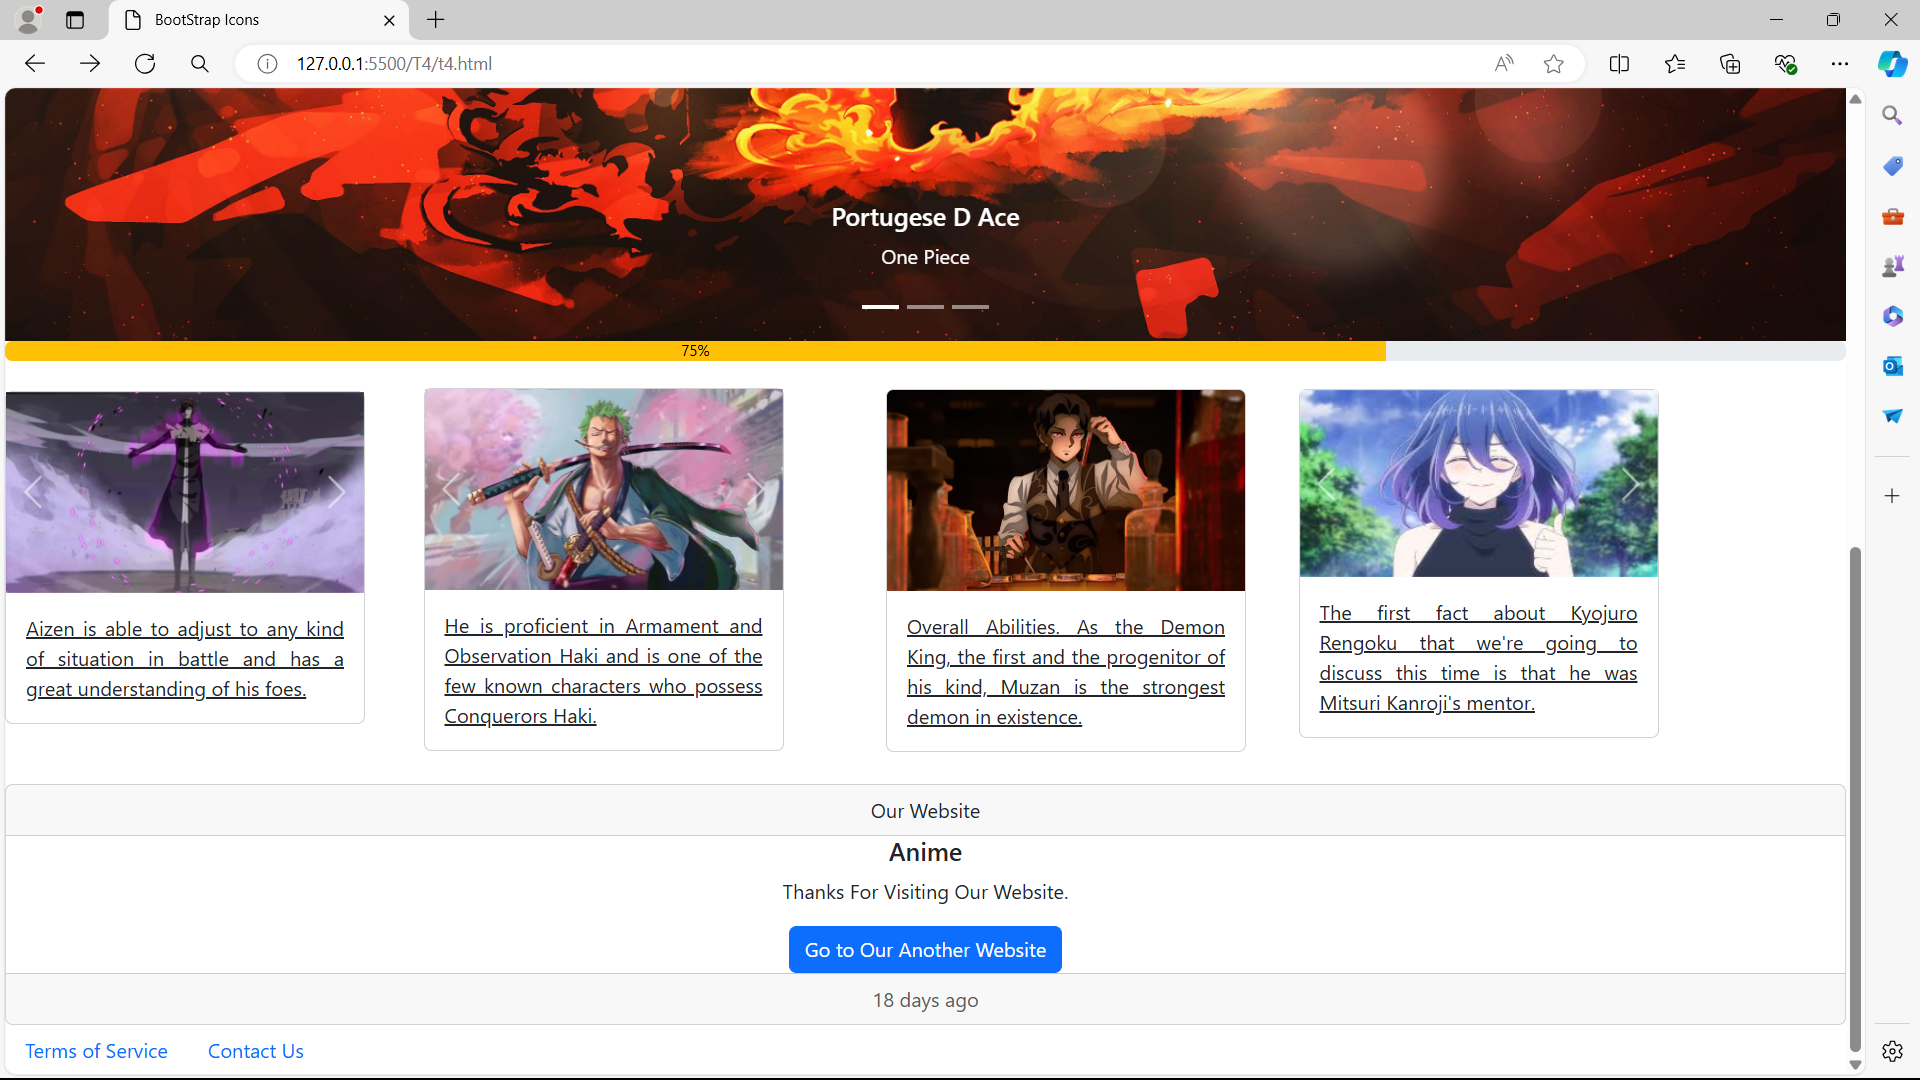 BootStrap Icons
127.0.0.1:5500/T4/t4.html
Portugese D Ace
One Piece
75%
Aizen is able to adjust to any kind
of situation in battle and has a
great understanding of his foes.
He is proficient in Armament and
Observation Haki and is one of the
few known characters who possess
Conquerors Haki.
Overall Abilities. As the Demon
King, the first and the progenitor of
his kind, Muzan is the strongest
demon in existence.
The first fact about Kyojuro
Rengoku that we're going to
discuss this time is that he was
Mitsuri Kanroji's mentor.
Our Website
Anime
Thanks For Visiting Our Website.
Go to Our Another Website
18 days ago
Terms of Service
Contact Us